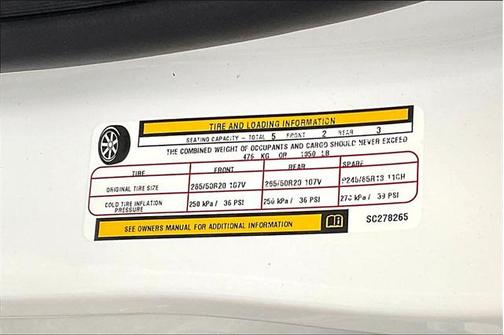 TIRE AND LOADING INFORMATION
SEATING CAPACITY - TOTAL 5 FRONT 2 REAR 3
THE COMBINED WEIGHT OF OCCUPANTS AND CARGO SHOULD NEVER EXCEED
476 KG OR 1050 LB
TIRE FRONT REAR SPARE
ORIGINAL TIRE SIZE 265/50R20 107V 265/50R20 107V
COLD TIRE INFLATION PRESSURE 250 kPa / 36 PSI 250 kPa / 36 PSI 270 kPa / 39 PSI
SEE OWNERS MANUAL FOR ADDITIONAL INFORMATION SC278265